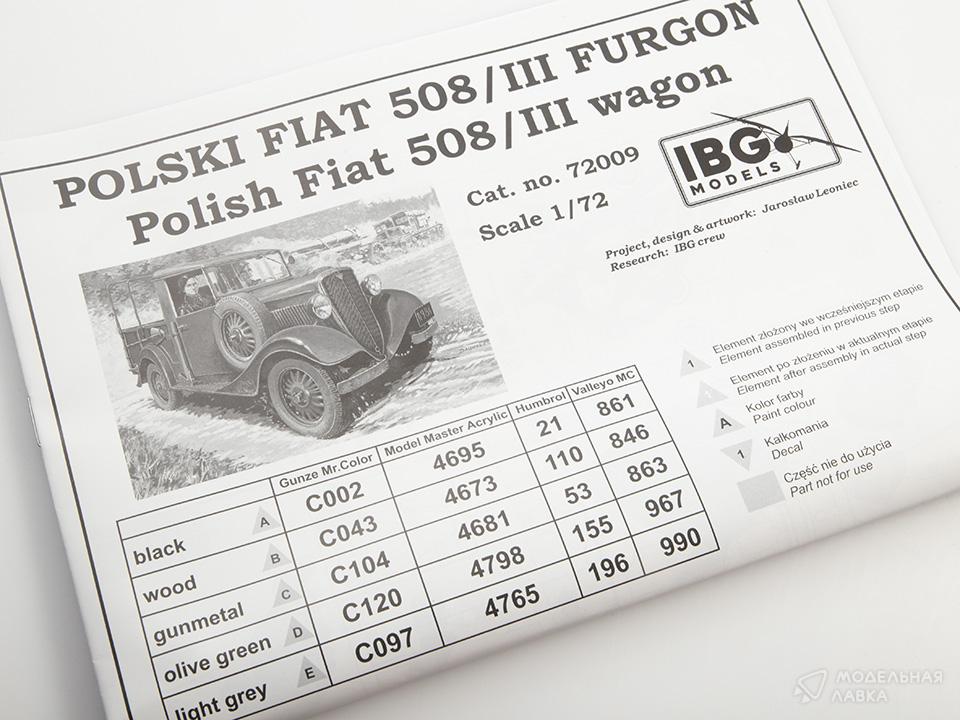 POLSKI FIAT 508/III FURGON
Polish Fiat 508/III wagon
Cat. no. 72009
Scale 1/72
IBG
MODELS
Project, design & artwork: Jarosław Leoniec
Research: IBG crew
1 Element złożony we wcześniejszym etapie
Element assembled in previous step
1 Element po złożeniu w aktualnym etapie
Element after assembly in actual step
A Kolor farby
Paint colour
1 Kalkomania
Decal
Część nie do użycia
Part not for use
Gunze Mr.Color Model Master Acrylic Humbrol Valleyo MC
black A C002 4695 21 861
wood B C043 4673 110 846
gunmetal C C104 4681 53 863
olive green D C120 4798 155 967
light grey E C097 4765 196 990
МОДЕЛЬНАЯ
ЛАВКА